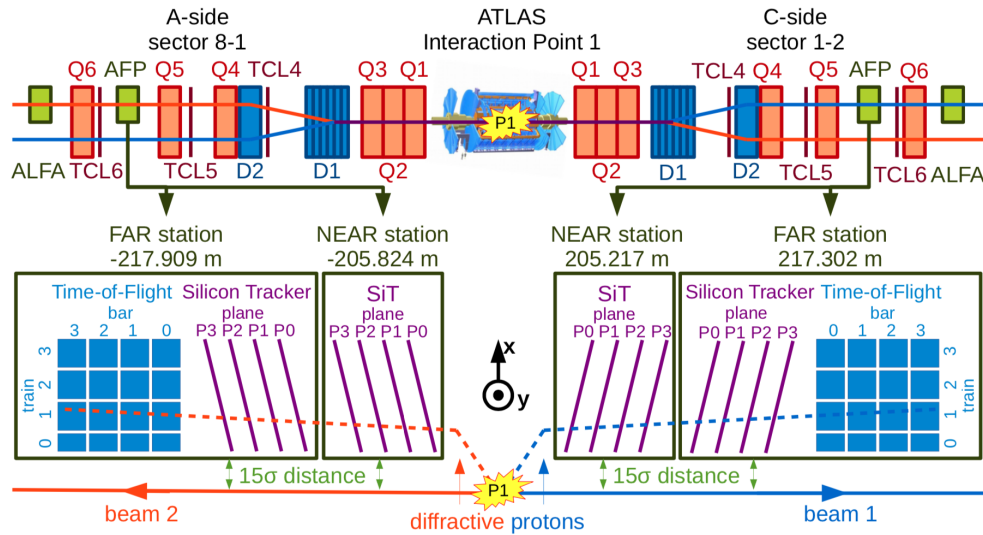 A-side
sector 8-1
ATLAS
Interaction Point 1
C-side
sector 1-2
Q6 AFP Q5 Q4 TCL4 Q3 Q1 Q1 Q3 TCL4 Q4 Q5 AFP Q6
P1
ALFA TCL6 TCL5 D2 D1 Q2 Q2 D1 D2 TCL5 TCL6 ALFA
FAR station
-217.909 m
NEAR station
-205.824 m
NEAR station
205.217 m
FAR station
217.302 m
Time-of-Flight
bar
3 2 1 0
train
3
2
1
0
Silicon Tracker
plane
P3 P2 P1 P0
SiT
plane
P3 P2 P1 P0
x
y
SiT
plane
P0 P1 P2 P3
Silicon Tracker
plane
P0 P1 P2 P3
Time-of-Flight
bar
0 1 2 3
3
2
1
0
train
15σ distance
15σ distance
P1
beam 2
diffractive protons
beam 1